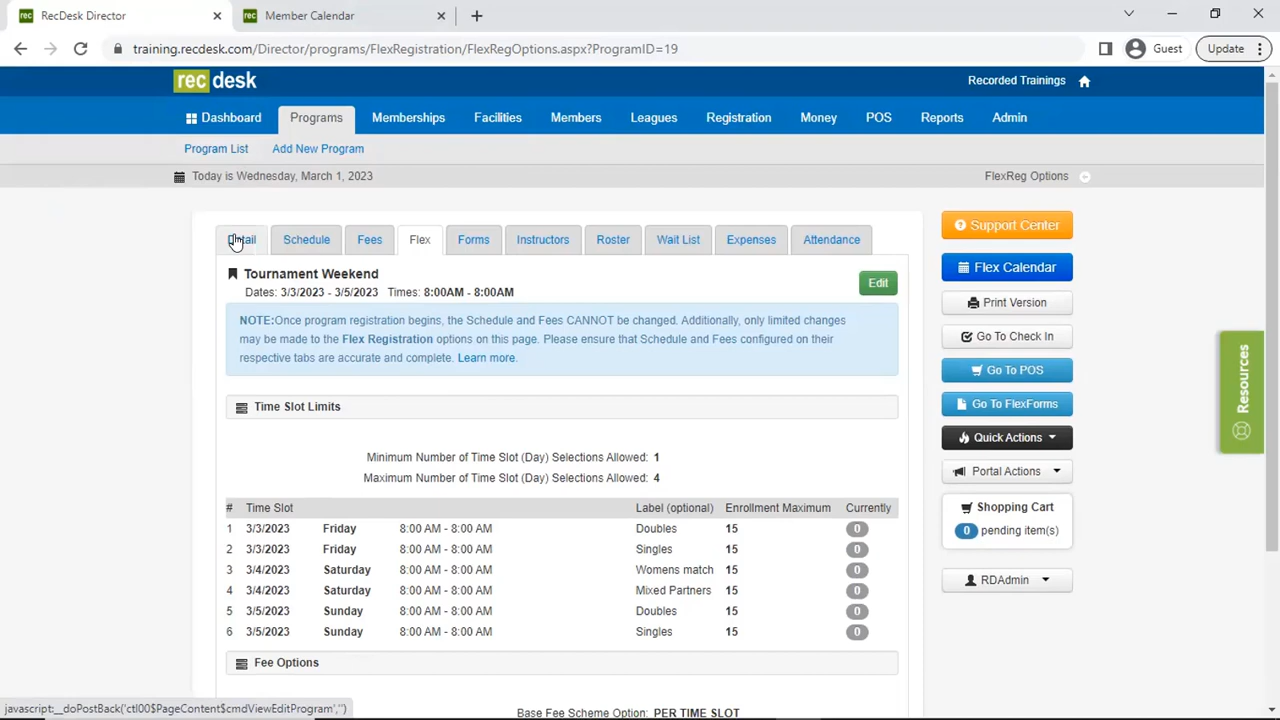 RecDesk Director
Member Calendar
training.recdesk.com/Director/programs/FlexRegistration/FlexRegOptions.aspx?ProgramID=19
Guest
Update
rec desk
Recorded Trainings
Dashboard
Programs
Memberships
Facilities
Members
Leagues
Registration
Money
POS
Reports
Admin
Program List
Add New Program
Today is Wednesday, March 1, 2023
FlexReg Options
Detail
Schedule
Fees
Flex
Forms
Instructors
Roster
Wait List
Expenses
Attendance
Tournament Weekend
Dates: 3/3/2023 - 3/5/2023 Times: 8:00AM - 8:00AM
Edit
NOTE:Once program registration begins, the Schedule and Fees CANNOT be changed. Additionally, only limited changes
may be made to the Flex Registration options on this page. Please ensure that Schedule and Fees configured on their
respective tabs are accurate and complete. Learn more.
Time Slot Limits
Minimum Number of Time Slot (Day) Selections Allowed: 1
Maximum Number of Time Slot (Day) Selections Allowed: 4
# Time Slot Label (optional) Enrollment Maximum Currently
1 3/3/2023 Friday 8:00 AM - 8:00 AM Doubles 15 0
2 3/3/2023 Friday 8:00 AM - 8:00 AM Singles 15 0
3 3/4/2023 Saturday 8:00 AM - 8:00 AM Womens match 15 0
4 3/4/2023 Saturday 8:00 AM - 8:00 AM Mixed Partners 15 0
5 3/5/2023 Sunday 8:00 AM - 8:00 AM Doubles 15 0
6 3/5/2023 Sunday 8:00 AM - 8:00 AM Singles 15 0
Fee Options
Base Fee Scheme Option: PER TIME SLOT
Support Center
Flex Calendar
Print Version
Go To Check In
Go To POS
Go To FlexForms
Quick Actions
Portal Actions
Shopping Cart
0 pending item(s)
RDAdmin
Resources
javascript:__doPostBack('ctl00$PageContent$cmdViewEditProgram','')